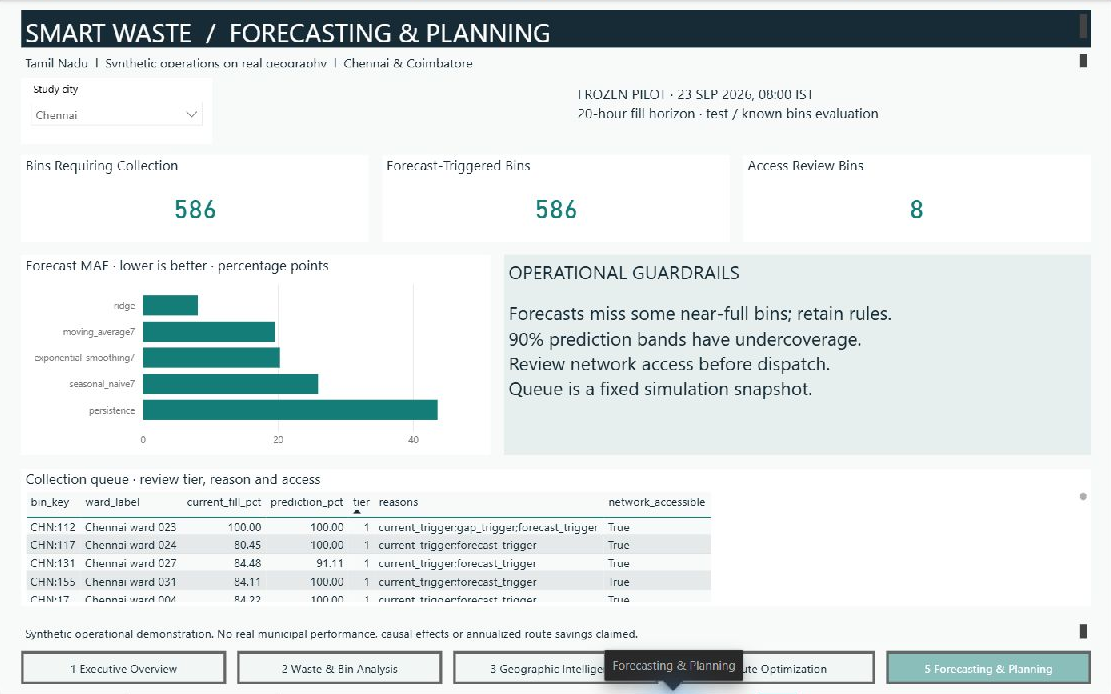 SMART WASTE / FORECASTING & PLANNING
Tamil Nadu | Synthetic operations on real geography | Chennai & Coimbatore
Study city
Chennai
FROZEN PILOT · 23 SEP 2026, 08:00 IST
20-hour fill horizon · test / known bins evaluation
Bins Requiring Collection
586
Forecast-Triggered Bins
586
Access Review Bins
8
Forecast MAE · lower is better · percentage points
ridge
moving_average7
exponential_smoothing7
seasonal_naive7
persistence
0 20 40
OPERATIONAL GUARDRAILS
Forecasts miss some near-full bins; retain rules.
90% prediction bands have undercoverage.
Review network access before dispatch.
Queue is a fixed simulation snapshot.
Collection queue · review tier, reason and access
bin_key ward_label current_fill_pct prediction_pct tier reasons network_accessible
CHN:112 Chennai ward 023 100.00 100.00 1 current_trigger;gap_trigger;forecast_trigger True
CHN:117 Chennai ward 024 80.45 100.00 1 current_trigger;forecast_trigger True
CHN:131 Chennai ward 027 84.48 91.11 1 current_trigger;forecast_trigger True
CHN:155 Chennai ward 031 84.11 100.00 1 current_trigger;forecast_trigger True
CHN:17 Chennai ward 004 84.22 100.00 1 current_trigger;forecast_trigger True
Synthetic operational demonstration. No real municipal performance, causal effects or annualized route savings claimed.
1 Executive Overview
2 Waste & Bin Analysis
3 Geographic Intellige
Forecasting & Planning
ute Optimization
5 Forecasting & Planning